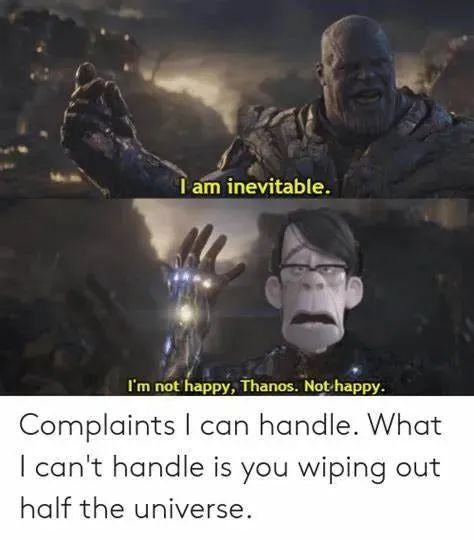 I am inevitable.
I'm not happy, Thanos. Not happy.
Complaints I can handle. What
I can't handle is you wiping out
half the universe.